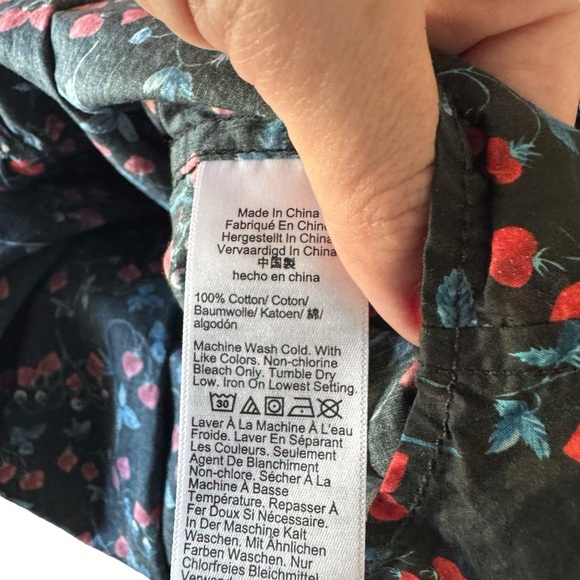 Made In China
Fabriqué En Chine
Hergestellt In China
Vervaardigd In China
中国製
hecho en china
100% Cotton/ Coton/
Baumwolle/ Katoen/ 綿/
algodón
Machine Wash Cold. With
Like Colors. Non-chlorine
Bleach Only. Tumble Dry
Low. Iron On Lowest Setting.
30
Laver À La Machine À L'eau
Froide. Laver En Séparant
Les Couleurs. Seulement
Agent De Blanchiment
Non-chlore. Sécher À La
Machine À Basse
Température. Repasser À
Fer Doux Si Nécessaire.
In Der Maschine Kalt
Waschen. Mit Ähnlichen
Farben Waschen. Nur
Chlorfreies Bleichmittel